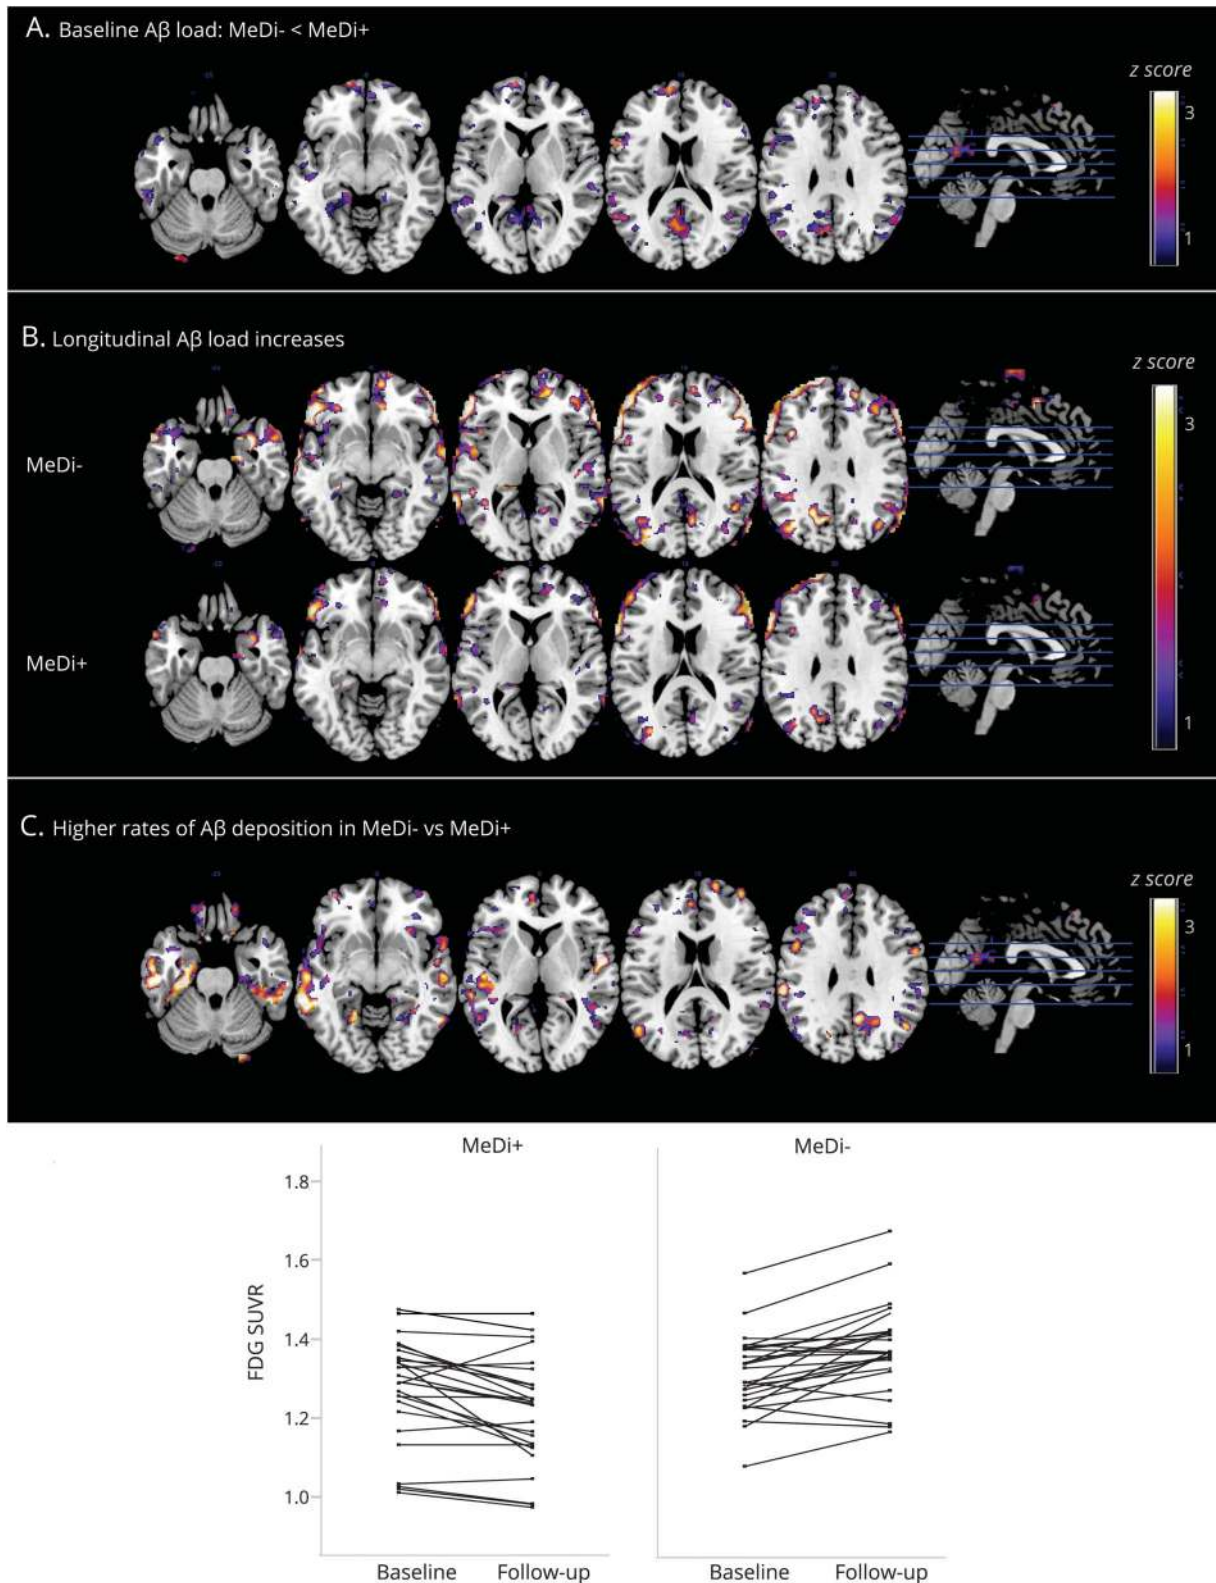 A. Baseline Aβ load: MeDi- < MeDi+
z score
3
1
B. Longitudinal Aβ load increases
z score
3
MeDi-
MeDi+
1
C. Higher rates of Aβ deposition in MeDi- vs MeDi+
z score
3
1
MeDi+ MeDi-
1.8
1.6
1.4
1.2
1.0
FDG SUVR
Baseline Follow-up Baseline Follow-up